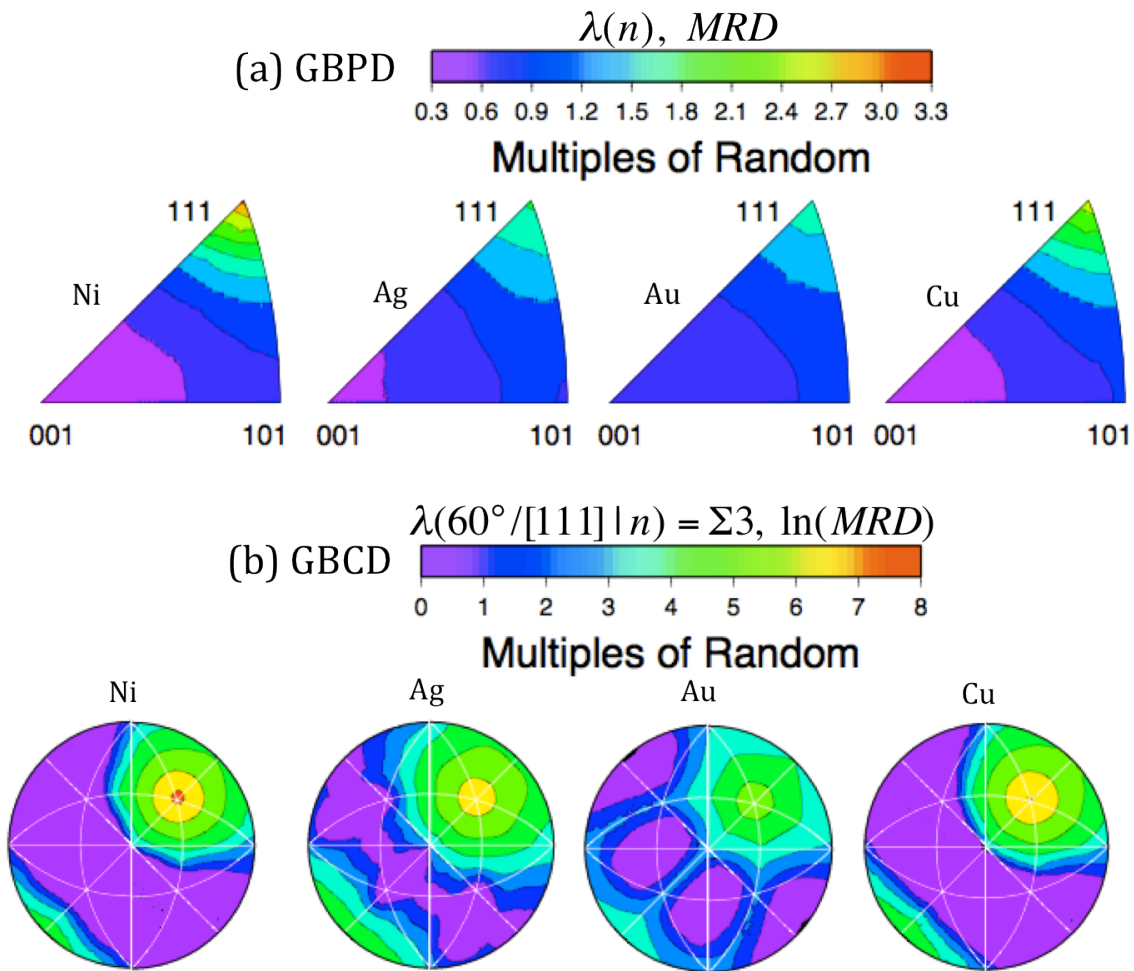 λ(n), MRD
(a) GBPD
0.3 0.6 0.9 1.2 1.5 1.8 2.1 2.4 2.7 3.0 3.3
Multiples of Random
111 111 111 111
Ni Ag Au Cu
001 101 001 101 001 101 001 101
λ(60°/[111] | n) = Σ3, ln(MRD)
(b) GBCD
0 1 2 3 4 5 6 7 8
Multiples of Random
Ni Ag Au Cu